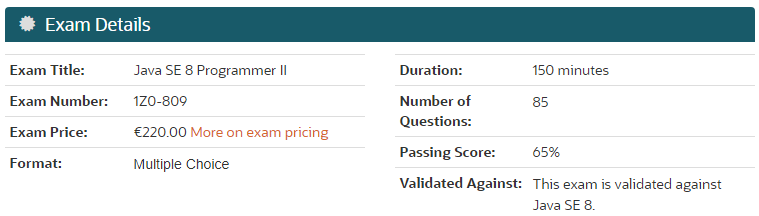 Exam Details
Exam Title: Java SE 8 Programmer II
Exam Number: 1Z0-809
Exam Price: €220.00 More on exam pricing
Format: Multiple Choice
Duration: 150 minutes
Number of Questions: 85
Passing Score: 65%
Validated Against: This exam is validated against
Java SE 8.